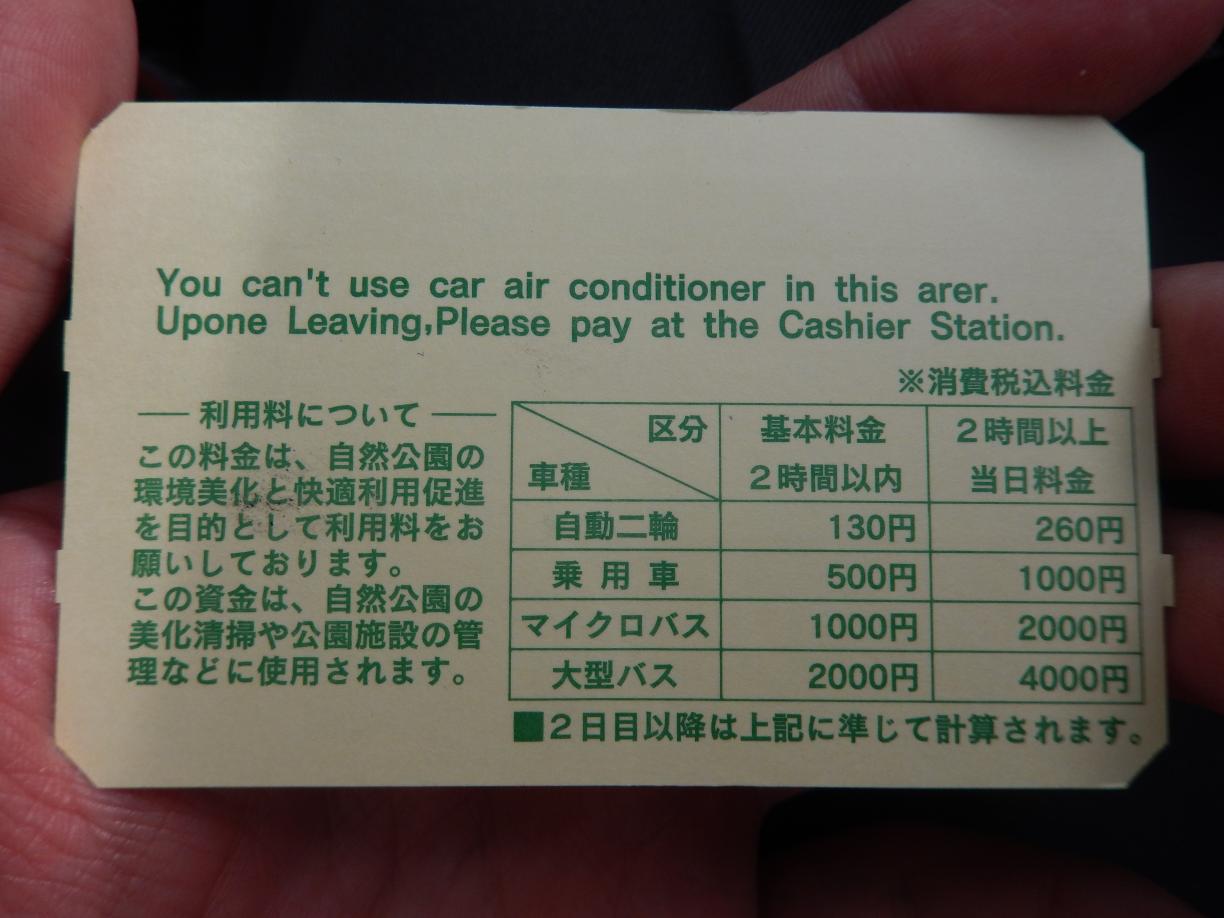 You can't use car air conditioner in this arer.
Upone Leaving,Please pay at the Cashier Station.
※消費税込料金
利用料について
この料金は、自然公園の
環境美化と快適利用促進
を目的として利用料をお
願いしております。
この資金は、自然公園の
美化清掃や公園施設の管
理などに使用されます。
区分 基本料金 2時間以上
車種 2時間以内 当日料金
自動二輪 130円 260円
乗用車 500円 1000円
マイクロバス 1000円 2000円
大型バス 2000円 4000円
■2日目以降は上記に準じて計算されます。